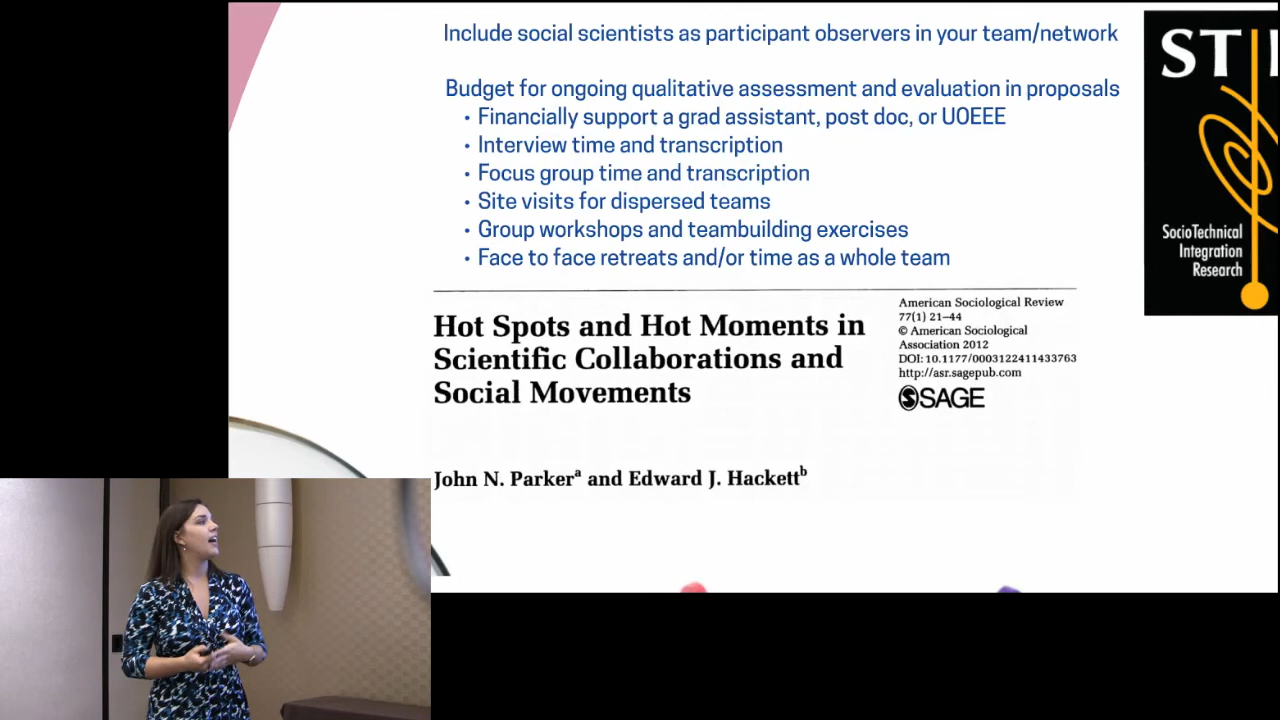 Include social scientists as participant observers in your team/network
Budget for ongoing qualitative assessment and evaluation in proposals
• Financially support a grad assistant, post doc, or UOEEE
• Interview time and transcription
• Focus group time and transcription
• Site visits for dispersed teams
• Group workshops and teambuilding exercises
• Face to face retreats and/or time as a whole team
Hot Spots and Hot Moments in
Scientific Collaborations and
Social Movements
John N. Parkerᵃ and Edward J. Hackettᵇ
American Sociological Review
77(1) 21–44
© American Sociological
Association 2012
DOI: 10.1177/0003122411433763
http://asr.sagepub.com
SAGE
ST
SocioTechnical
Integration
Research